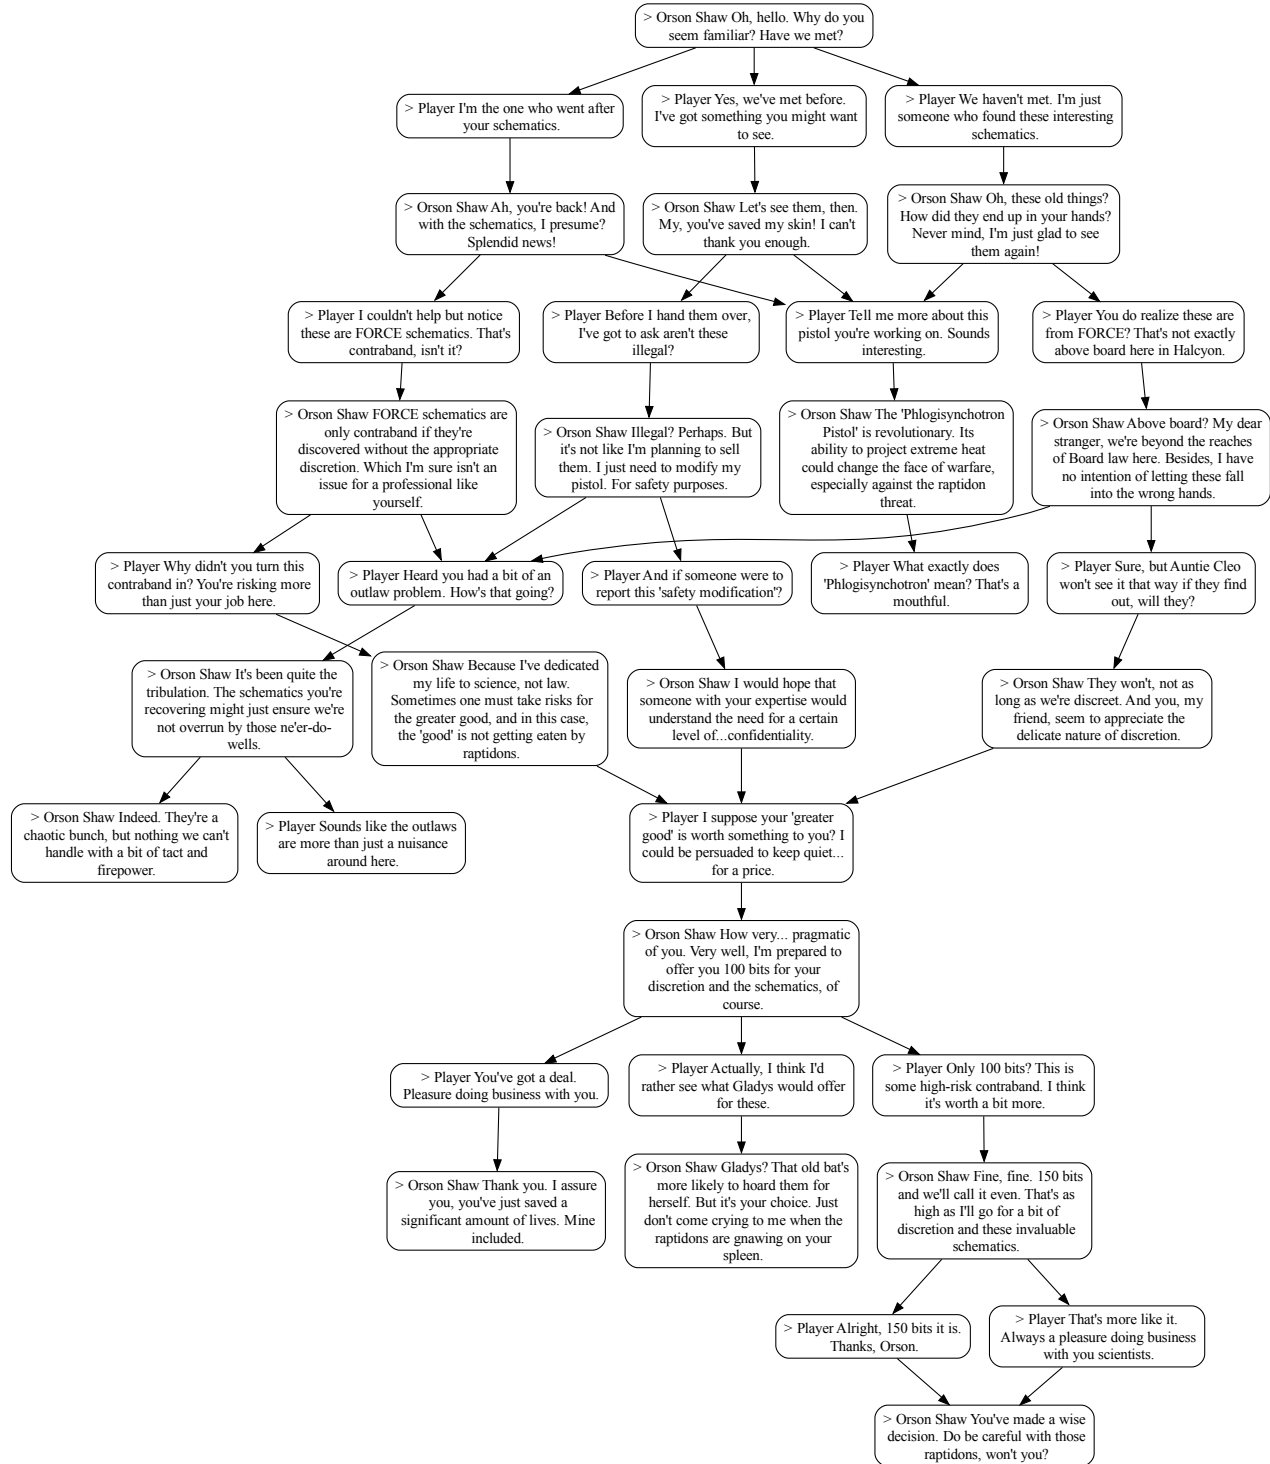 > Orson Shaw Oh, hello. Why do you
seem familiar? Have we met?
> Player I'm the one who went after
your schematics.
> Player Yes, we've met before.
I've got something you might want
to see.
> Player We haven't met. I'm just
someone who found these interesting
schematics.
> Orson Shaw Ah, you're back! And
with the schematics, I presume?
Splendid news!
> Orson Shaw Let's see them, then.
My, you've saved my skin! I can't
thank you enough.
> Orson Shaw Oh, these old things?
How did they end up in your hands?
Never mind, I'm just glad to see
them again!
> Player I couldn't help but notice
these are FORCE schematics. That's
contraband, isn't it?
> Player Before I hand them over,
I've got to ask aren't these
illegal?
> Player Tell me more about this
pistol you're working on. Sounds
interesting.
> Player You do realize these are
from FORCE? That's not exactly
above board here in Halcyon.
> Orson Shaw FORCE schematics are
only contraband if they're
discovered without the appropriate
discretion. Which I'm sure isn't an
issue for a professional like
yourself.
> Orson Shaw Illegal? Perhaps. But
it's not like I'm planning to sell
them. I just need to modify my
pistol. For safety purposes.
> Orson Shaw The 'Phlogisynchotron
Pistol' is revolutionary. Its
ability to project extreme heat
could change the face of warfare,
especially against the raptidon
threat.
> Orson Shaw Above board? My dear
stranger, we're beyond the reaches
of Board law here. Besides, I have
no intention of letting these fall
into the wrong hands.
> Player Why didn't you turn this
contraband in? You're risking more
than just your job here.
> Player Heard you had a bit of an
outlaw problem. How's that going?
> Player And if someone were to
report this 'safety modification'?
> Player What exactly does
'Phlogisynchotron' mean? That's a
mouthful.
> Player Sure, but Auntie Cleo
won't see it that way if they find
out, will they?
> Orson Shaw It's been quite the
tribulation. The schematics you're
recovering might just ensure we're
not overrun by those ne'er-do-
wells.
> Orson Shaw Because I've dedicated
my life to science, not law.
Sometimes one must take risks for
the greater good, and in this case,
the 'good' is not getting eaten by
raptidons.
> Orson Shaw I would hope that
someone with your expertise would
understand the need for a certain
level of...confidentiality.
> Orson Shaw They won't, not as
long as we're discreet. And you, my
friend, seem to appreciate the
delicate nature of discretion.
> Orson Shaw Indeed. They're a
chaotic bunch, but nothing we can't
handle with a bit of tact and
firepower.
> Player Sounds like the outlaws
are more than just a nuisance
around here.
> Player I suppose your 'greater
good' is worth something to you? I
could be persuaded to keep quiet...
for a price.
> Orson Shaw How very... pragmatic
of you. Very well, I'm prepared to
offer you 100 bits for your
discretion and the schematics, of
course.
> Player You've got a deal.
Pleasure doing business with you.
> Player Actually, I think I'd
rather see what Gladys would offer
for these.
> Player Only 100 bits? This is
some high-risk contraband. I think
it's worth a bit more.
> Orson Shaw Thank you. I assure
you, you've just saved a
significant amount of lives. Mine
included.
> Orson Shaw Gladys? That old bat's
more likely to hoard them for
herself. But it's your choice. Just
don't come crying to me when the
raptidons are gnawing on your
spleen.
> Orson Shaw Fine, fine. 150 bits
and we'll call it even. That's as
high as I'll go for a bit of
discretion and these invaluable
schematics.
> Player Alright, 150 bits it is.
Thanks, Orson.
> Player That's more like it.
Always a pleasure doing business
with you scientists.
> Orson Shaw You've made a wise
decision. Do be careful with those
raptidons, won't you?